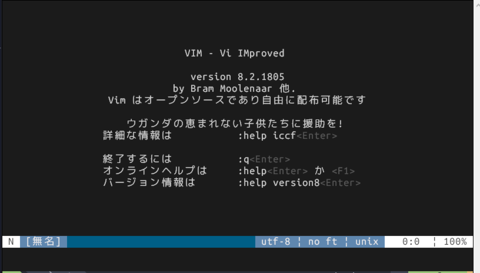 VIM - Vi IMproved
version 8.2.1805
by Bram Moolenaar 他.
Vim はオープンソースであり自由に配布可能です
ウガンダの恵まれない子供たちに援助を!
詳細な情報は :help iccf<Enter>
終了するには :q<Enter>
オンラインヘルプは :help<Enter> か <F1>
バージョン情報は :help version8<Enter>
N [無名] utf-8 ¦ no ft ¦ unix 0:0 ¦ 100%